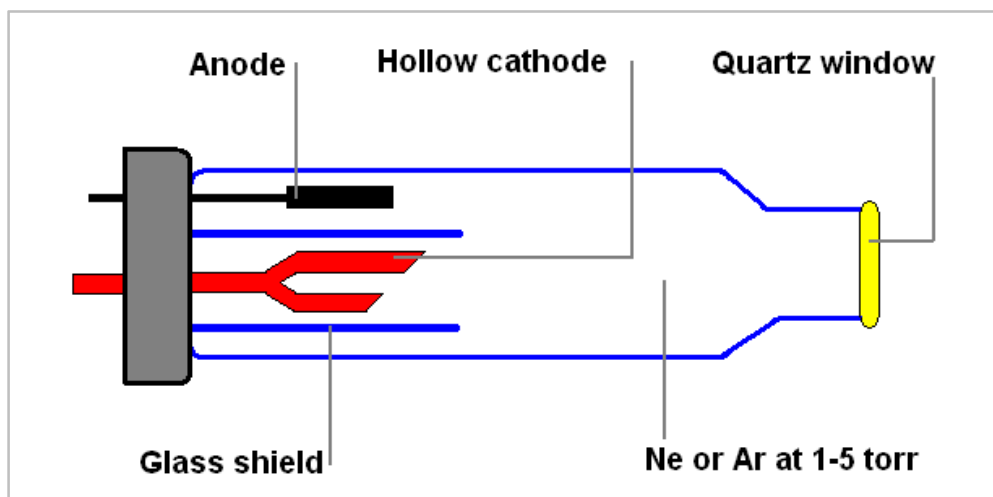 Anode
Hollow cathode
Quartz window
Glass shield
Ne or Ar at 1-5 torr